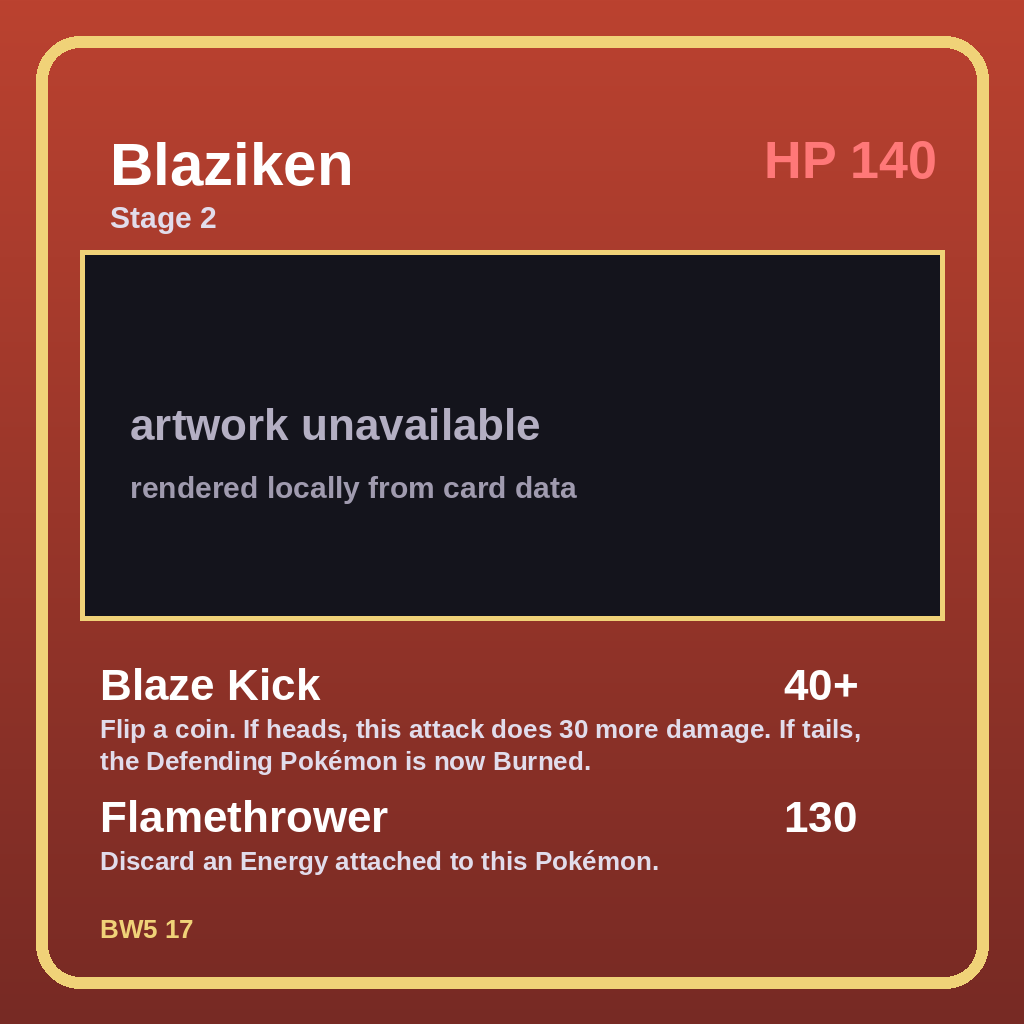 Blaziken
HP 140
Stage 2
artwork unavailable
rendered locally from card data
Blaze Kick
40+
Flip a coin. If heads, this attack does 30 more damage. If tails,
the Defending Pokémon is now Burned.
Flamethrower
130
Discard an Energy attached to this Pokémon.
BW5 17